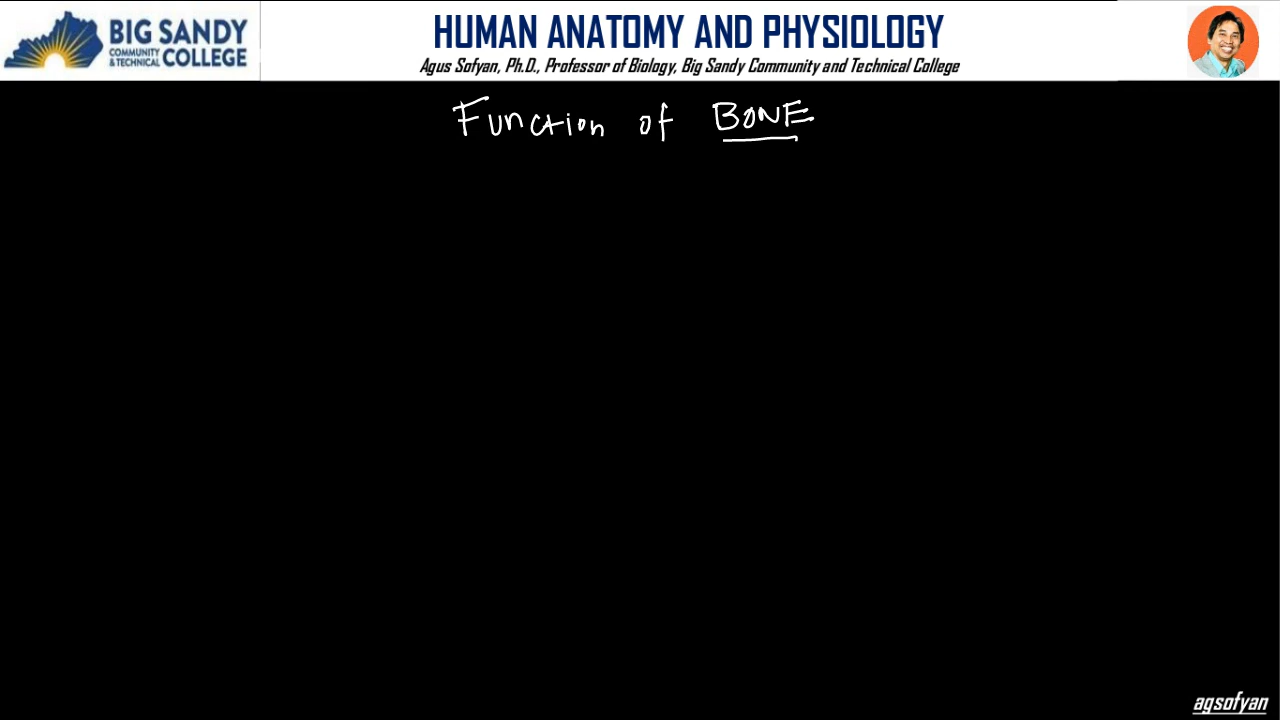 BIG SANDY
COMMUNITY
& TECHNICAL COLLEGE
HUMAN ANATOMY AND PHYSIOLOGY
Agus Sofyan, Ph.D., Professor of Biology, Big Sandy Community and Technical College
Function of BONE
agsofyan